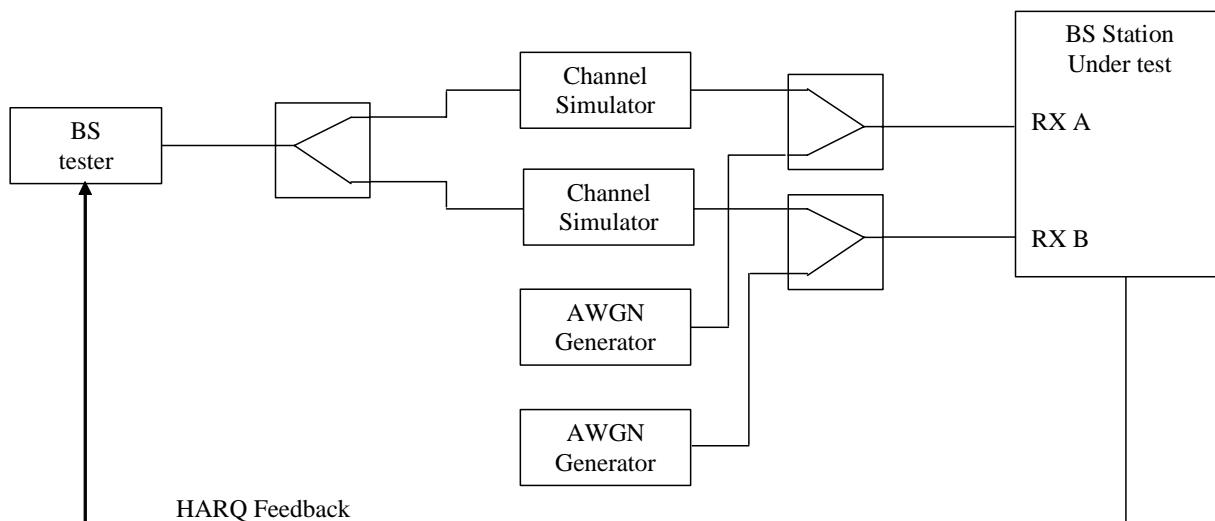 BS Station
Under test
Channel
Simulator
BS
tester
RX A
Channel
Simulator
RX B
AWGN
Generator
AWGN
Generator
HARQ Feedback